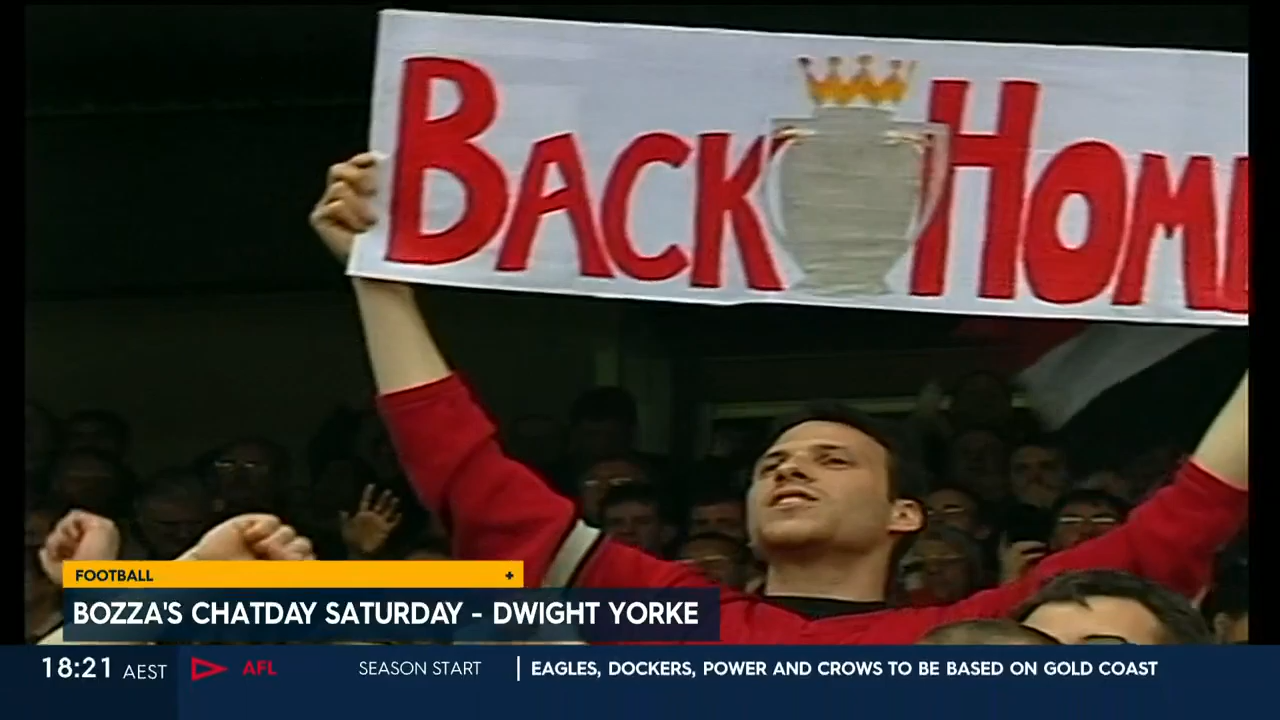 BACK HOM
FOOTBALL +
BOZZA'S CHATDAY SATURDAY - DWIGHT YORKE
18:21 AEST AFL SEASON START | EAGLES, DOCKERS, POWER AND CROWS TO BE BASED ON GOLD COAST